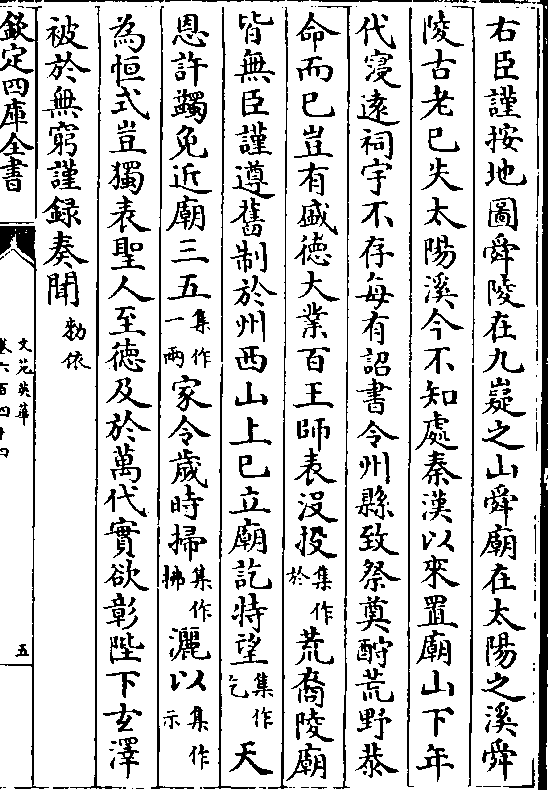 右臣謹按地圖舜陵在九嶷之山舜廟在太陽之溪舜
陵古老已失太陽溪今不知處秦漢以來置廟山下年
代寖遠祠宇不存每有詔書令州縣致祭奠酹荒野恭
命而已豈有盛徳大業百王師表沒投集作於荒裔陵廟
皆無臣謹遵舊制於州西山上已立廟訖特望集作乞天
恩許蠲免近廟三五集作一兩家令歲時掃集作拂灑以集作示
為恒式豈獨表聖人至徳及於萬代實欲彰陛下玄澤
被於無窮謹録奏聞勅依
欽定四庫全書
文苑英華
卷六百四十四
五